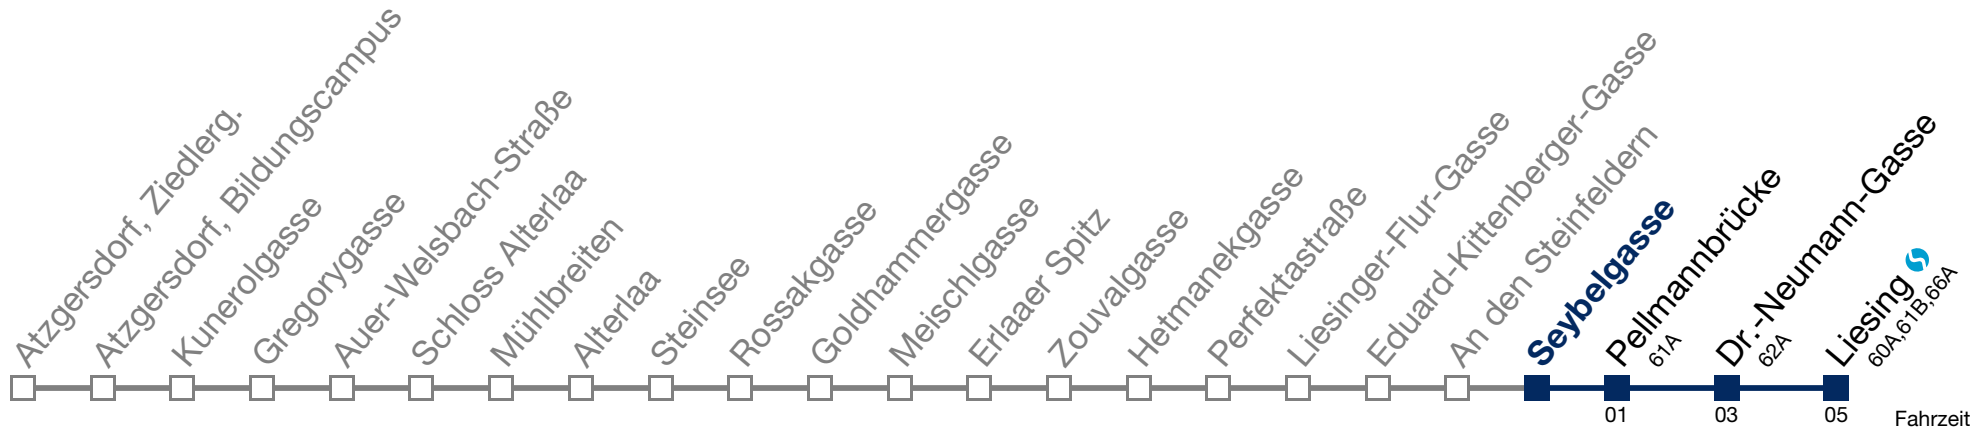 Atzgersdorf, Ziedlerg.
Atzgersdorf, Bildungscampus
Kunerolgasse
Gregorygasse
Auer-Welsbach-Straße
Schloss Alterlaa
Mühlbreiten
Alterlaa
Steinsee
Rossakgasse
Goldhammergasse
Meischlgasse
Erlaaer Spitz
Zouvalgasse
Hetmanekgasse
Perfektastraße
Liesinger-Flur-Gasse
Eduard-Kittenberger-Gasse
An den Steinfeldern
Seybelgasse
Pellmannbrücke
61A
Dr.-Neumann-Gasse
62A
Liesing
60A,61B,66A
01
03
05
Fahrzeit